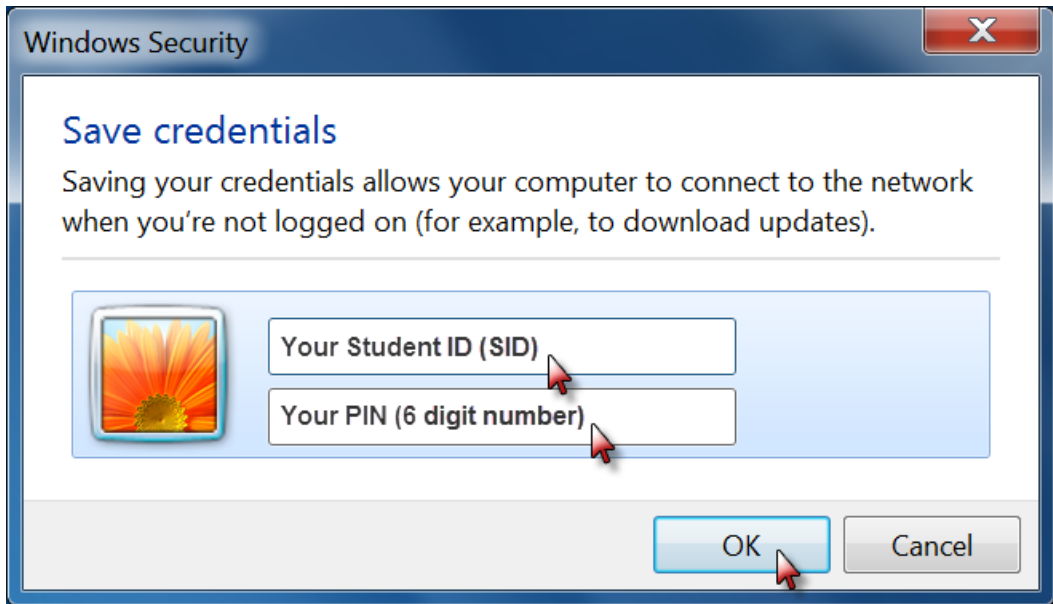 Windows Security
Save credentials
Saving your credentials allows your computer to connect to the network
when you're not logged on (for example, to download updates).
Your Student ID (SID)
Your PIN (6 digit number)
OK
Cancel